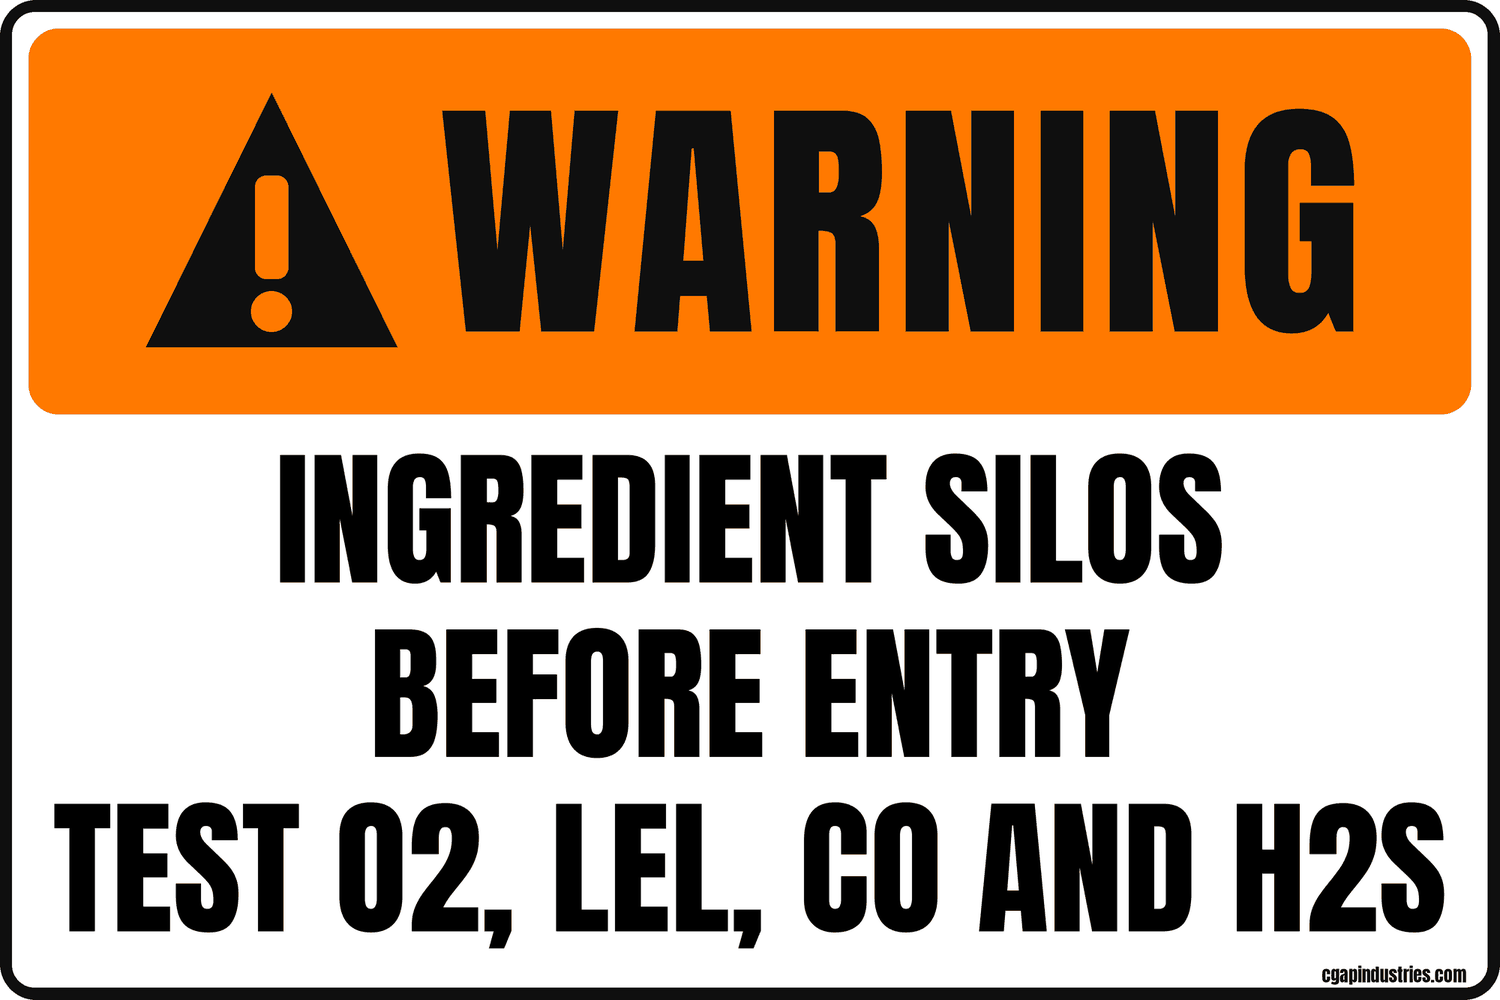 WARNING
INGREDIENT SILOS
BEFORE ENTRY
TEST O2, LEL, CO AND H2S
cgapindustries.com